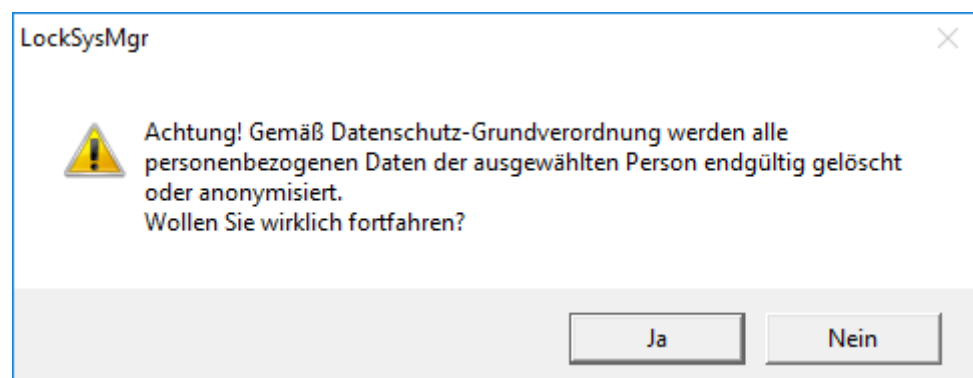 LockSysMgr
Achtung! Gemäß Datenschutz-Grundverordnung werden alle
personenbezogenen Daten der ausgewählten Person endgültig gelöscht
oder anonymisiert.
Wollen Sie wirklich fortfahren?
Ja
Nein